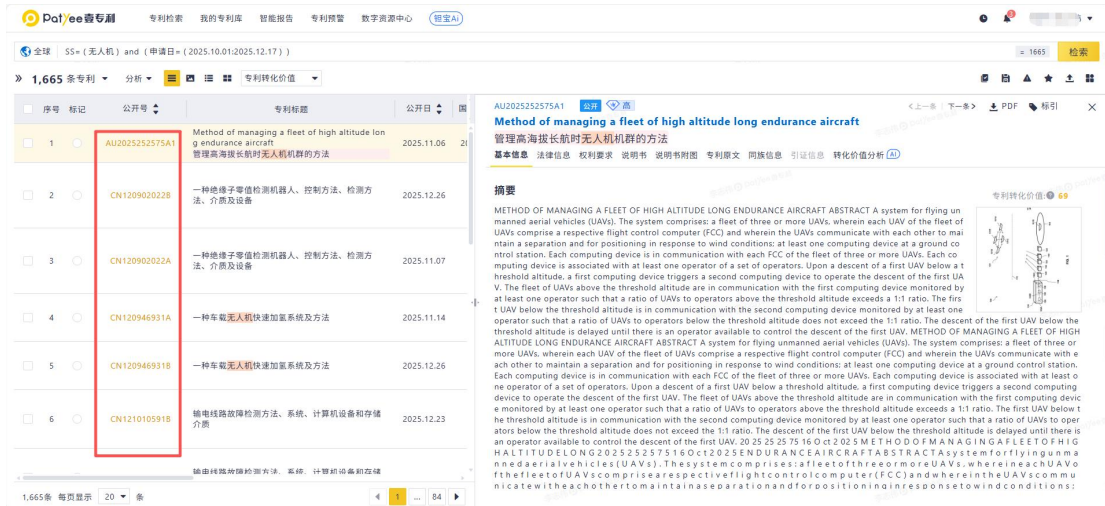 Patyee壹专利 专利检索 我的专利库 智能报告 专利预警 数字资源中心 钽宝Ai
全球 SS=(无人机) and (申请日=(2025.10.01:2025.12.17)) = 1665 检索
1,665 条专利 分析 专利转化价值
序号 标记 公开号 专利标题 公开日 国
1 AU2025252575A1 Method of managing a fleet of high altitude lon
g endurance aircraft
管理高海拔长航时无人机机群的方法 2025.11.06
2 CN120902022B 一种绝缘子零值检测机器人、控制方法、检测方
法、介质及设备 2025.12.26
3 CN120902022A 一种绝缘子零值检测机器人、控制方法、检测方
法、介质及设备 2025.11.07
4 CN120946931A 一种车载无人机快速加氢系统及方法 2025.11.14
5 CN120946931B 一种车载无人机快速加氢系统及方法 2025.12.26
6 CN121010591B 输电线路故障检测方法、系统、计算机设备和存储
介质 2025.12.23
输电线路故障检测方法、系统、计算机设备和存储
1,665条 每页显示 20 条 1 ... 84
AU2025252575A1 公开 高 <上一条 下一条> PDF 标引
Method of managing a fleet of high altitude long endurance aircraft
管理高海拔长航时无人机机群的方法
基本信息 法律信息 权利要求 说明书 说明书附图 专利原文 同族信息 引证信息 转化价值分析 AI
摘要
专利转化价值: 69
METHOD OF MANAGING A FLEET OF HIGH ALTITUDE LONG ENDURANCE AIRCRAFT ABSTRACT A system for flying un
manned aerial vehicles (UAVs). The system comprises: a fleet of three or more UAVs, wherein each UAV of the fleet of
UAVs comprise a respective flight control computer (FCC) and wherein the UAVs communicate with each other to mai
ntain a separation and for positioning in response to wind conditions; at least one computing device at a ground co
ntrol station. Each computing device is in communication with each FCC of the fleet of three or more UAVs. Each co
mputing device is associated with at least one operator of a set of operators. Upon a descent of a first UAV below a t
hreshold altitude, a first computing device triggers a second computing device to operate the descent of the first UA
V. The fleet of UAVs above the threshold altitude are in communication with the first computing device monitored by
at least one operator such that a ratio of UAVs to operators above the threshold altitude exceeds a 1:1 ratio. The firs
t UAV below the threshold altitude is in communication with the second computing device monitored by at least one
operator such that a ratio of UAVs to operators below the threshold altitude does not exceed the 1:1 ratio. The descent of the first UAV below the
threshold altitude is delayed until there is an operator available to control the descent of the first UAV. METHOD OF MANAGING A FLEET OF HIGH
ALTITUDE LONG ENDURANCE AIRCRAFT ABSTRACT A system for flying unmanned aerial vehicles (UAVs). The system comprises: a fleet of three or
more UAVs, wherein each UAV of the fleet of UAVs comprise a respective flight control computer (FCC) and wherein the UAVs communicate with e
ach other to maintain a separation and for positioning in response to wind conditions; at least one computing device at a ground control station.
Each computing device is in communication with each FCC of the fleet of three or more UAVs. Each computing device is associated with at least o
ne operator of a set of operators. Upon a descent of a first UAV below a threshold altitude, a first computing device triggers a second computing
device to operate the descent of the first UAV. The fleet of UAVs above the threshold altitude are in communication with the first computing devic
e monitored by at least one operator such that a ratio of UAVs to operators above the threshold altitude exceeds a 1:1 ratio. The first UAV below t
he threshold altitude is in communication with the second computing device monitored by at least one operator such that a ratio of UAVs to oper
ators below the threshold altitude does not exceed the 1:1 ratio. The descent of the first UAV below the threshold altitude is delayed until there is
an operator available to control the descent of the first UAV. 20 25 25 25 75 16 O ct 2 02 5 M E T H O D O F M A N A G I N G A F L E E T O F H I G
H A L T I T U D E L O N G 2 0 2 5 2 5 2 5 7 5 1 6 O c t 2 0 2 5 E N D U R A N C E A I R C R A F T A B S T R A C T A s y s t e m f o r f l y i n g u n m a
n n e d a e r i a l v e h i c l e s ( U A V s ) . T h e s y s t e m c o m p r i s e s : a f l e e t o f t h r e e o r m o r e U A V s , w h e r e i n e a c h U A V o
f t h e f l e e t o f U A V s c o m p r i s e a r e s p e c t i v e f l i g h t c o n t r o l c o m p u t e r ( F C C ) a n d w h e r e i n t h e U A V s c o m m u
n i c a t e w i t h e a c h o t h e r t o m a i n t a i n a s e p a r a t i o n a n d f o r p o s i t i o n i n g i n r e s p o n s e t o w i n d c o n d i t i o n s ;